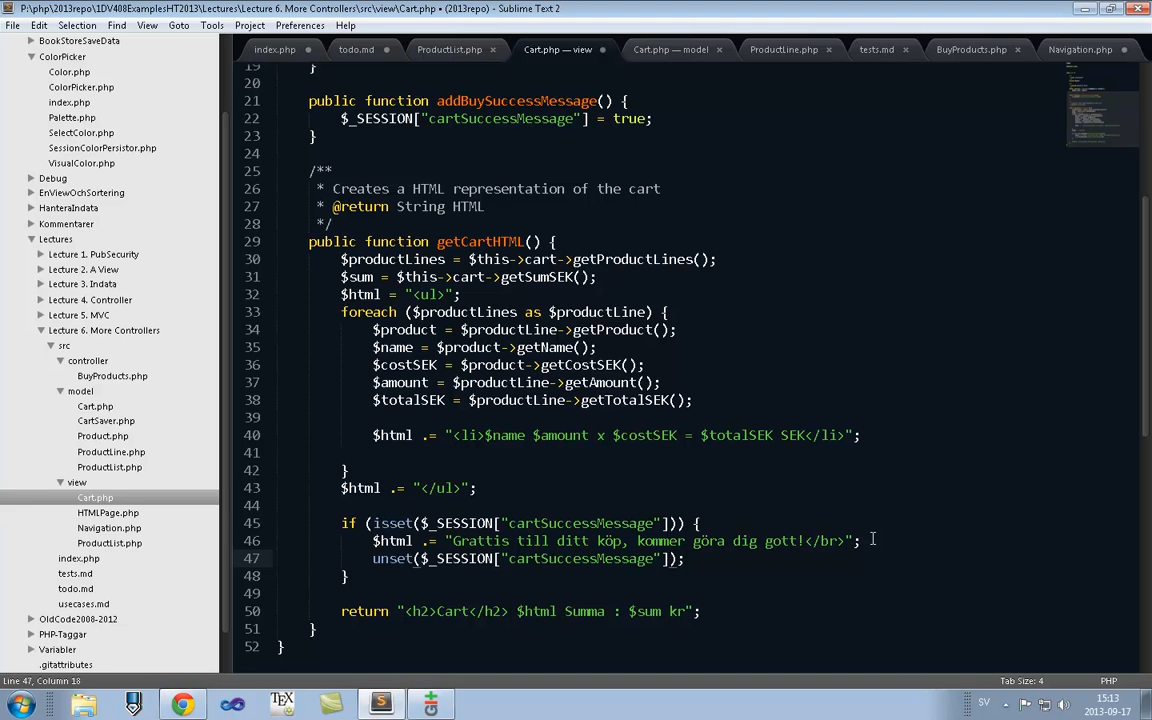 P:\php\2013repo\1DV408ExamplesHT2013\Lectures\Lecture 6. More Controllers\src\view\Cart.php • (2013repo) - Sublime Text 2
File Edit Selection Find View Goto Tools Project Preferences Help
index.php
todo.md
ProductList.php
Cart.php — view
Cart.php — model
ProductLine.php
tests.md
BuyProducts.php
Navigation.php
BookStoreSaveData
ColorPicker
Color.php
ColorPicker.php
index.php
Palette.php
SelectColor.php
SessionColorPersistor.php
VisualColor.php
Debug
EnViewOchSortering
HanteraIndata
Kommentarer
Lectures
Lecture 1. PubSecurity
Lecture 2. A View
Lecture 3. Indata
Lecture 4. Controller
Lecture 5. MVC
Lecture 6. More Controllers
src
controller
BuyProducts.php
model
Cart.php
CartSaver.php
Product.php
ProductLine.php
ProductList.php
view
Cart.php
HTMLPage.php
Navigation.php
ProductList.php
index.php
tests.md
todo.md
usecases.md
OldCode2008-2012
PHP-Taggar
Variabler
.gitattributes
19 }
20
21 public function addBuySuccessMessage() {
22 $_SESSION["cartSuccessMessage"] = true;
23 }
24
25 /**
26 * Creates a HTML representation of the cart
27 * @return String HTML
28 */
29 public function getCartHTML() {
30 $productLines = $this->cart->getProductLines();
31 $sum = $this->cart->getSumSEK();
32 $html = "<ul>";
33 foreach ($productLines as $productLine) {
34 $product = $productLine->getProduct();
35 $name = $product->getName();
36 $costSEK = $product->getCostSEK();
37 $amount = $productLine->getAmount();
38 $totalSEK = $productLine->getTotalSEK();
39
40 $html .= "<li>$name $amount x $costSEK = $totalSEK SEK</li>";
41
42 }
43 $html .= "</ul>";
44
45 if (isset($_SESSION["cartSuccessMessage"])) {
46 $html .= "Grattis till ditt köp, kommer göra dig gott!</br>";
47 unset($_SESSION["cartSuccessMessage"]);
48 }
49
50 return "<h2>Cart</h2> $html Summa : $sum kr";
51 }
52 }
Line 47, Column 18
Tab Size: 4
PHP
SV
15:13
2013-09-17